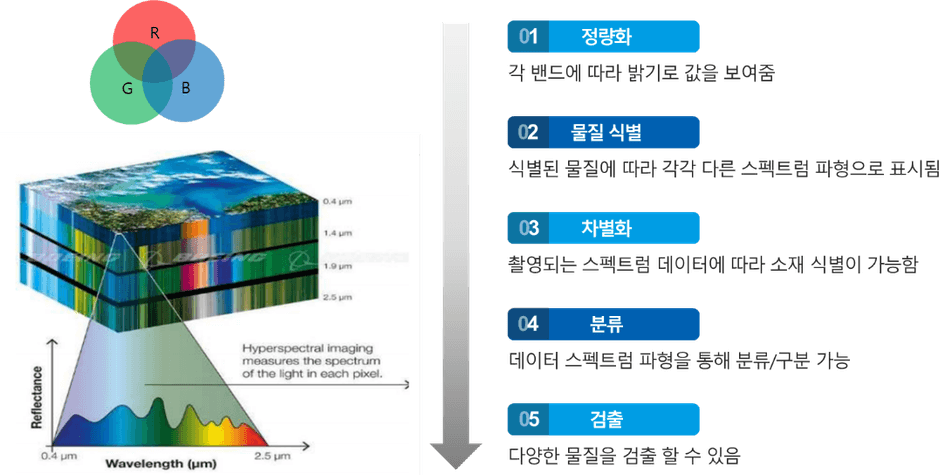 R
G
B
0.4 μm
1.4 μm
1.9 μm
2.5 μm
BOEING
Hyperspectral imaging
measures the spectrum
of the light in each pixel.
Reflectance
0.4 μm
2.5 μm
Wavelength (μm)
01 정량화
각 밴드에 따라 밝기로 값을 보여줌
02 물질 식별
식별된 물질에 따라 각각 다른 스펙트럼 파형으로 표시됨
03 차별화
촬영되는 스펙트럼 데이터에 따라 소재 식별이 가능함
04 분류
데이터 스펙트럼 파형을 통해 분류/구분 가능
05 검출
다양한 물질을 검출 할 수 있음